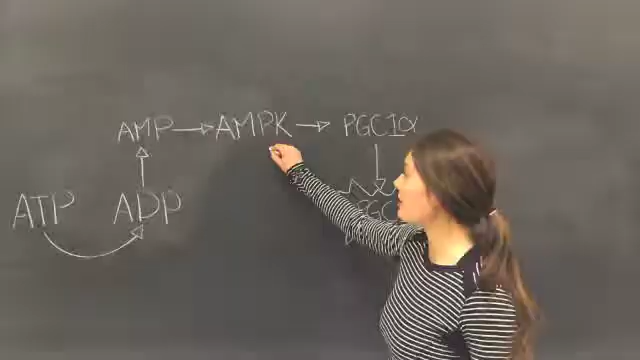 AMP → AMPK → PGC1α
ATP ADP